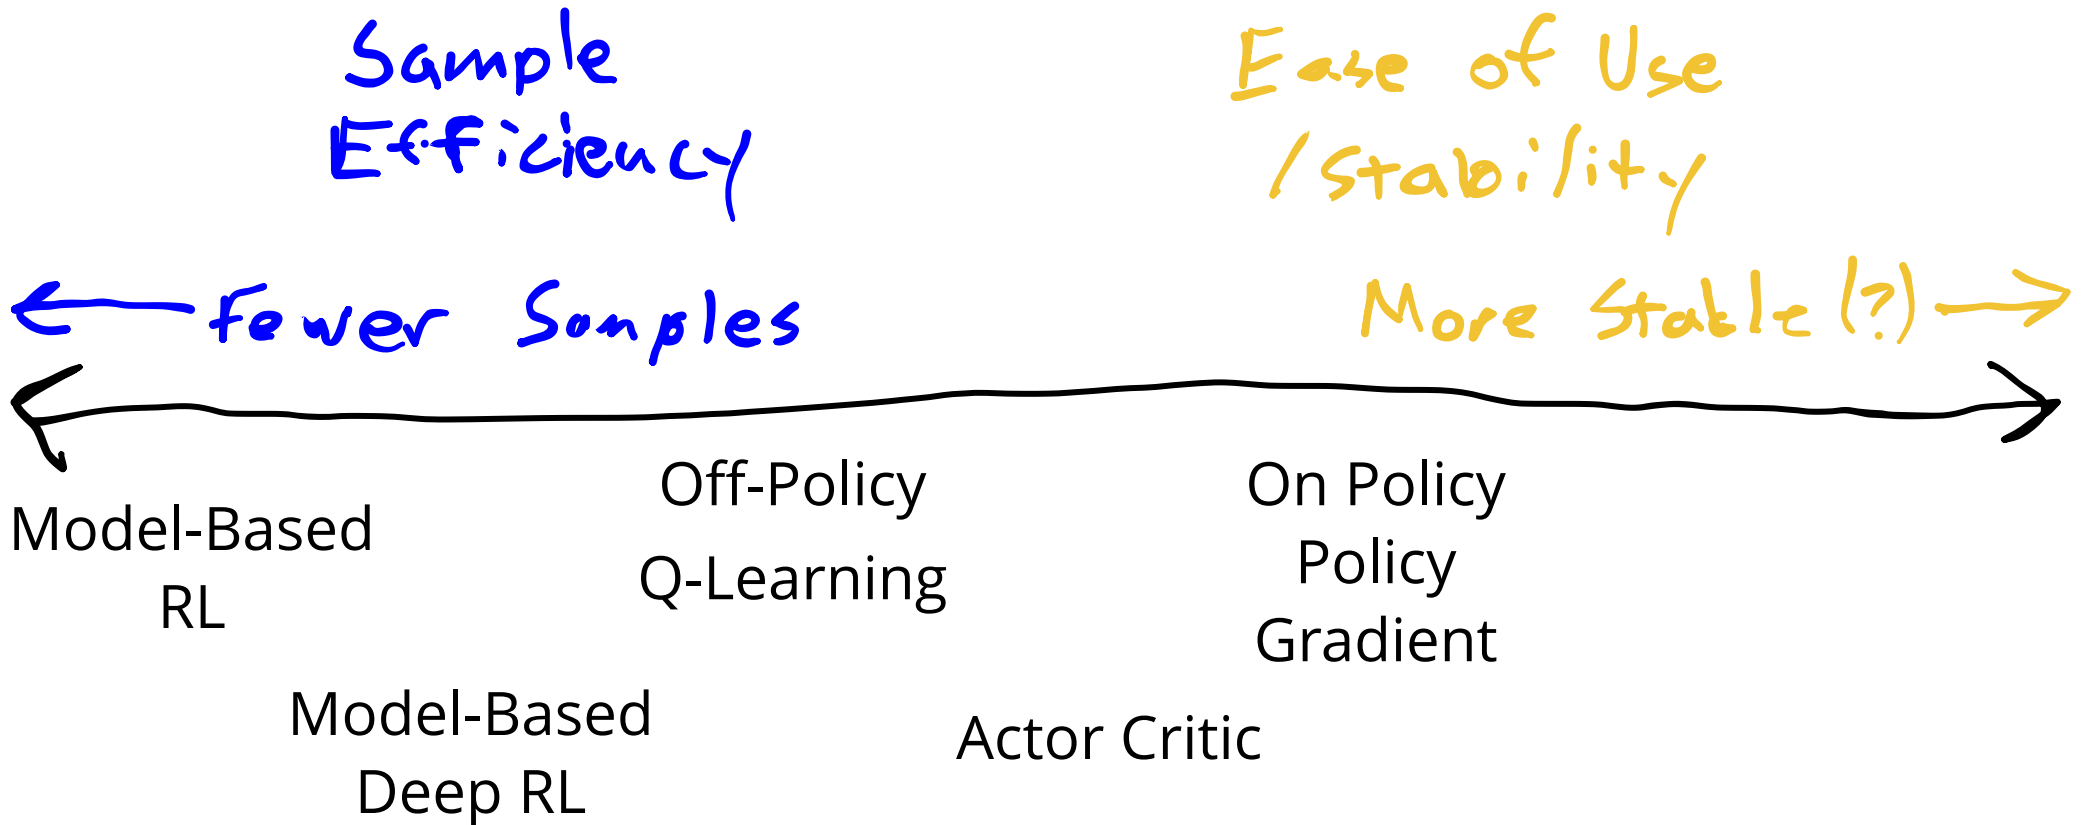 Sample
Efficiency
Ease of Use
/Stability
Fewer Samples
More Stable (?)
Model-Based
RL
Model-Based
Deep RL
Off-Policy
Q-Learning
Actor Critic
On Policy
Policy
Gradient